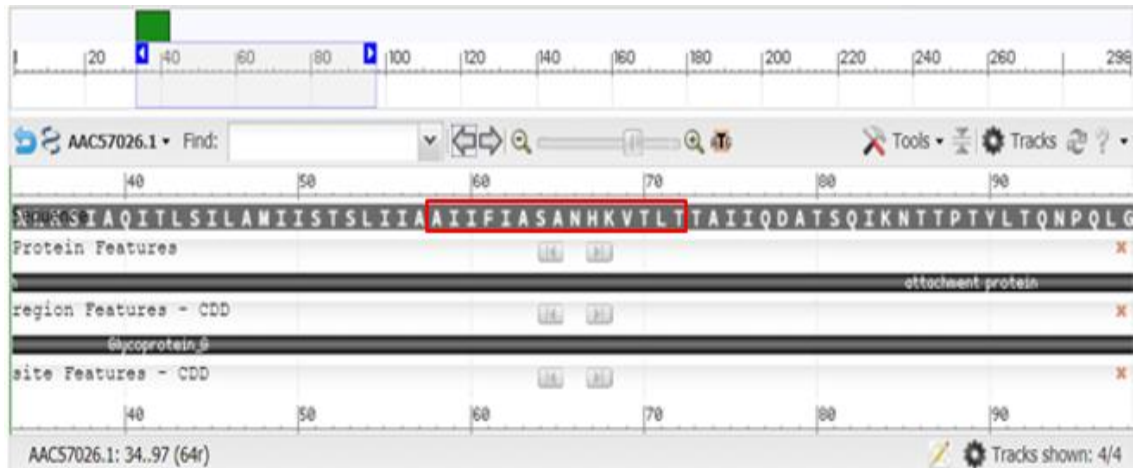 20 40 60 80 100 120 140 160 180 200 220 240 260 298
AAC57026.1 Find: Tools Tracks ?
40 50 60 70 80 90
Sequence S I A Q I T L S I L A M I I S T S L I I A A I I F I A S A N H K V T L T T A I I Q D A T S Q I K N T T P T Y L T Q N P Q L G
Protein Features x
attachment protein
region Features - CDD x
Glycoprotein_G
site Features - CDD x
40 50 60 70 80 90
AAC57026.1: 34..97 (64r) Tracks shown: 4/4